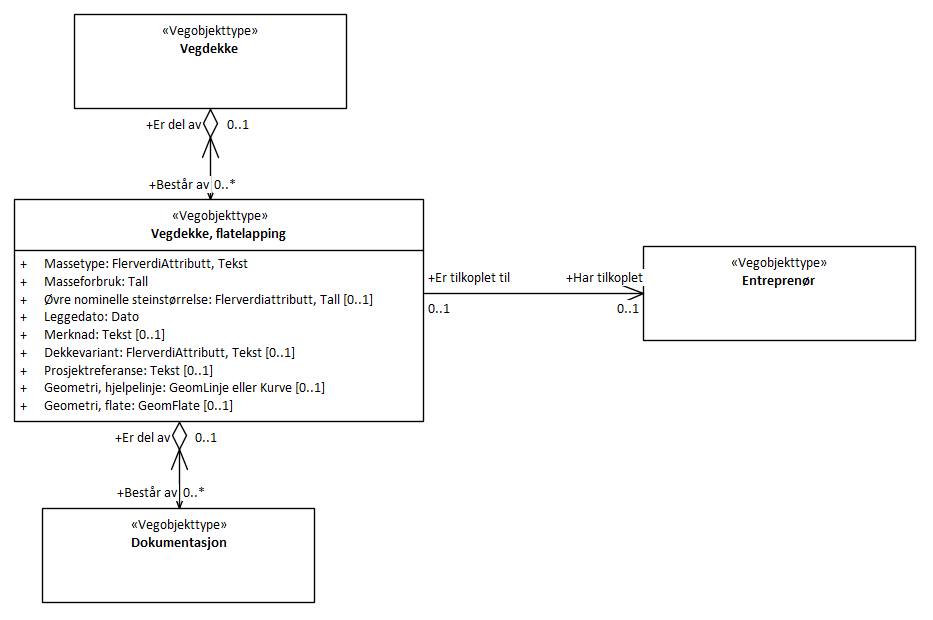 «Vegobjekttype»
Vegdekke
+Er del av 0..1
+Består av 0..*
«Vegobjekttype»
Vegdekke, flatelapping
+ Massetype: FlerverdiAttributt, Tekst
+ Masseforbruk: Tall
+ Øvre nominelle steinstørrelse: Flerverdiattributt, Tall [0..1]
+ Leggedato: Dato
+ Merknad: Tekst [0..1]
+ Dekkevariant: FlerverdiAttributt, Tekst [0..1]
+ Prosjektreferanse: Tekst [0..1]
+ Geometri, hjelpelinje: GeomLinje eller Kurve [0..1]
+ Geometri, flate: GeomFlate [0..1]
+Er tilkoplet til +Har tilkoplet
0..1 0..1
«Vegobjekttype»
Entreprenør
+Er del av 0..1
+Består av 0..*
«Vegobjekttype»
Dokumentasjon